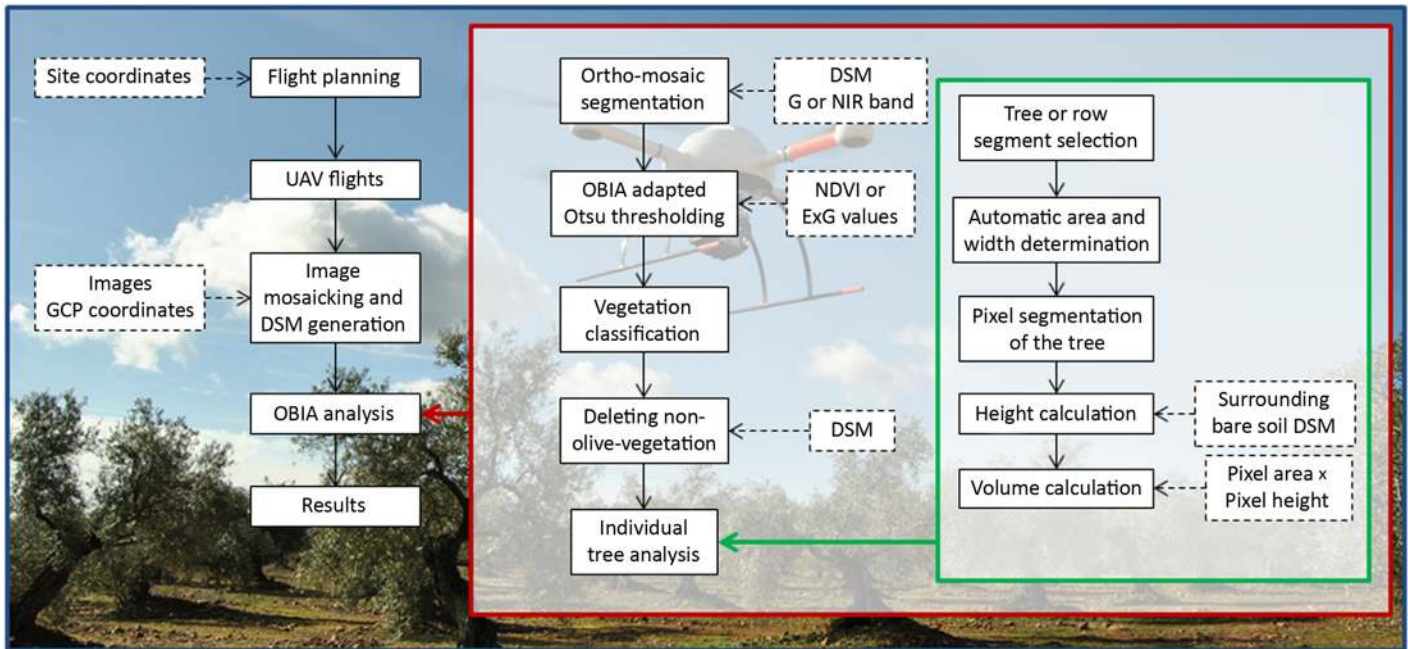 Site coordinates
Flight planning
UAV flights
Images
GCP coordinates
Image
mosaicking and
DSM generation
OBIA analysis
Results
Ortho-mosaic
segmentation
DSM
G or NIR band
OBIA adapted
Otsu thresholding
NDVI or
ExG values
Vegetation
classification
Deleting non-
olive-vegetation
DSM
Individual
tree analysis
Tree or row
segment selection
Automatic area and
width determination
Pixel segmentation
of the tree
Height calculation
Surrounding
bare soil DSM
Volume calculation
Pixel area x
Pixel height